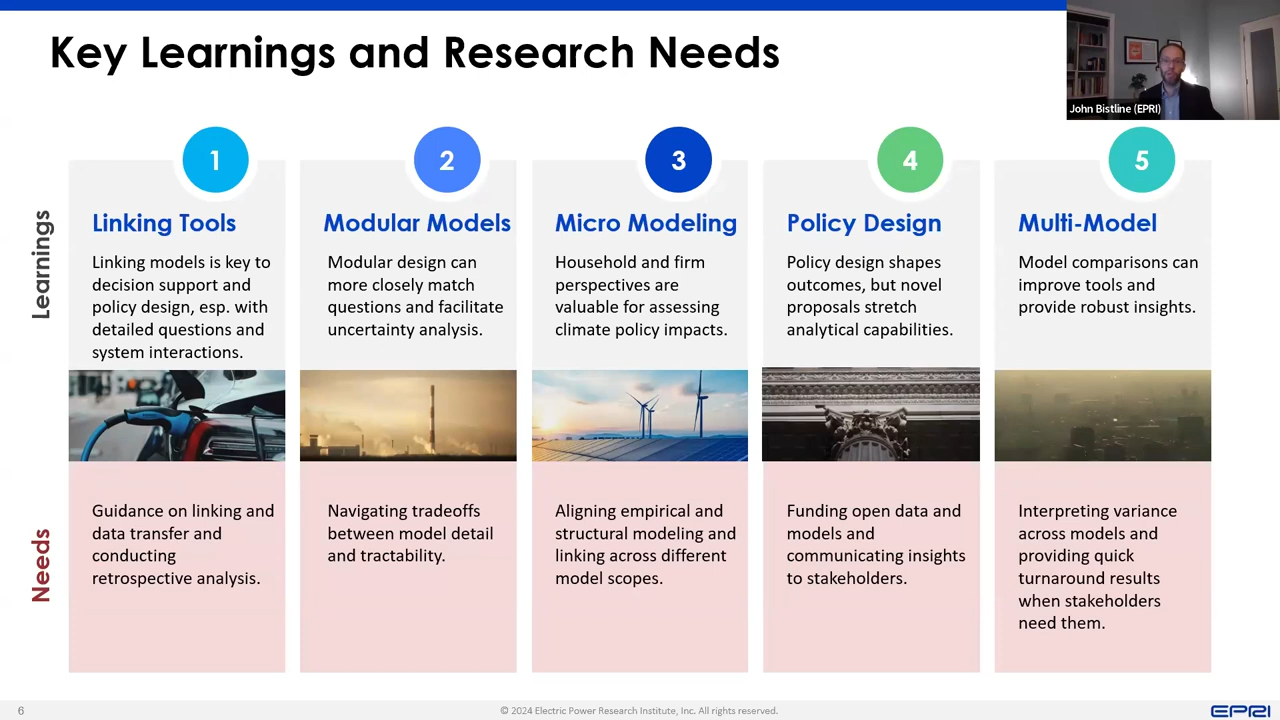 Key Learnings and Research Needs
John Bistline (EPRI)
Learnings
1
Linking Tools
Linking models is key to
decision support and
policy design, esp. with
detailed questions and
system interactions.
2
Modular Models
Modular design can
more closely match
questions and facilitate
uncertainty analysis.
3
Micro Modeling
Household and firm
perspectives are
valuable for assessing
climate policy impacts.
4
Policy Design
Policy design shapes
outcomes, but novel
proposals stretch
analytical capabilities.
5
Multi-Model
Model comparisons can
improve tools and
provide robust insights.
Needs
Guidance on linking and
data transfer and
conducting
retrospective analysis.
Navigating tradeoffs
between model detail
and tractability.
Aligning empirical and
structural modeling and
linking across different
model scopes.
Funding open data and
models and
communicating insights
to stakeholders.
Interpreting variance
across models and
providing quick
turnaround results
when stakeholders
need them.
6
© 2024 Electric Power Research Institute, Inc. All rights reserved.
EPRI